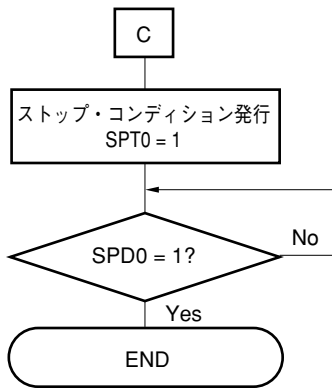 C
ストップ・コンディション発行
SPT0 = 1
SPD0 = 1?
No
Yes
END